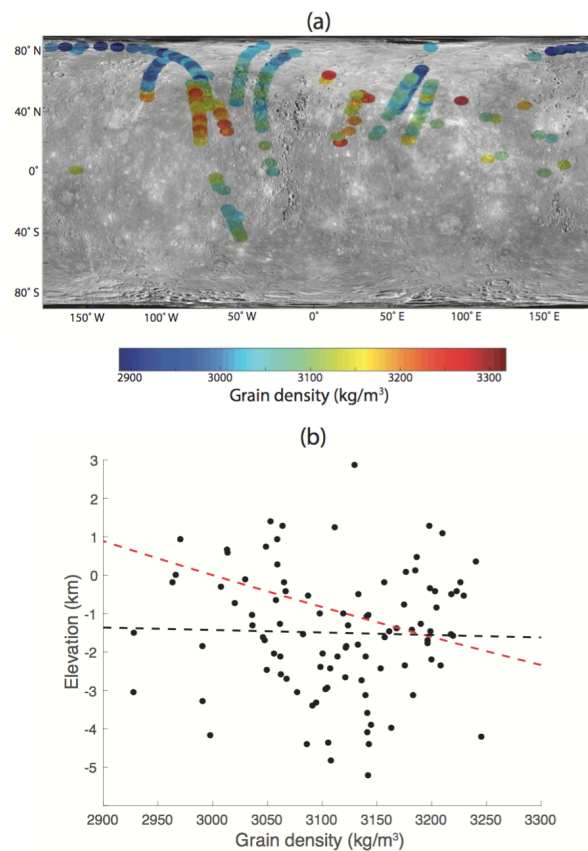 (a)
80˚ N
40˚ N
0˚
40˚ S
80˚ S
150˚ W 100˚ W 50˚ W 0˚ 50˚ E 100˚ E 150˚ E
2900 3000 3100 3200 3300
Grain density (kg/m³)
(b)
3
2
1
0
-1
-2
-3
-4
-5
Elevation (km)
2900 2950 3000 3050 3100 3150 3200 3250 3300
Grain density (kg/m³)